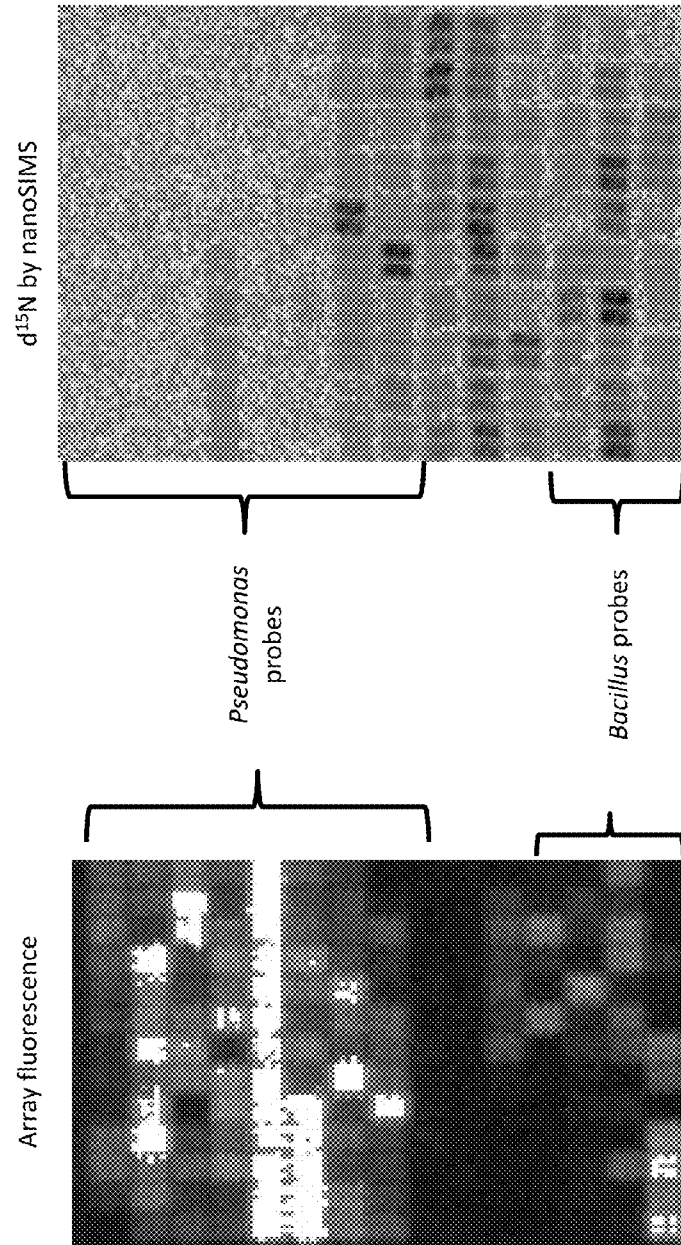 Array fluorescence
d¹⁵N by nanoSIMS
Pseudomonas
probes
Bacillus probes